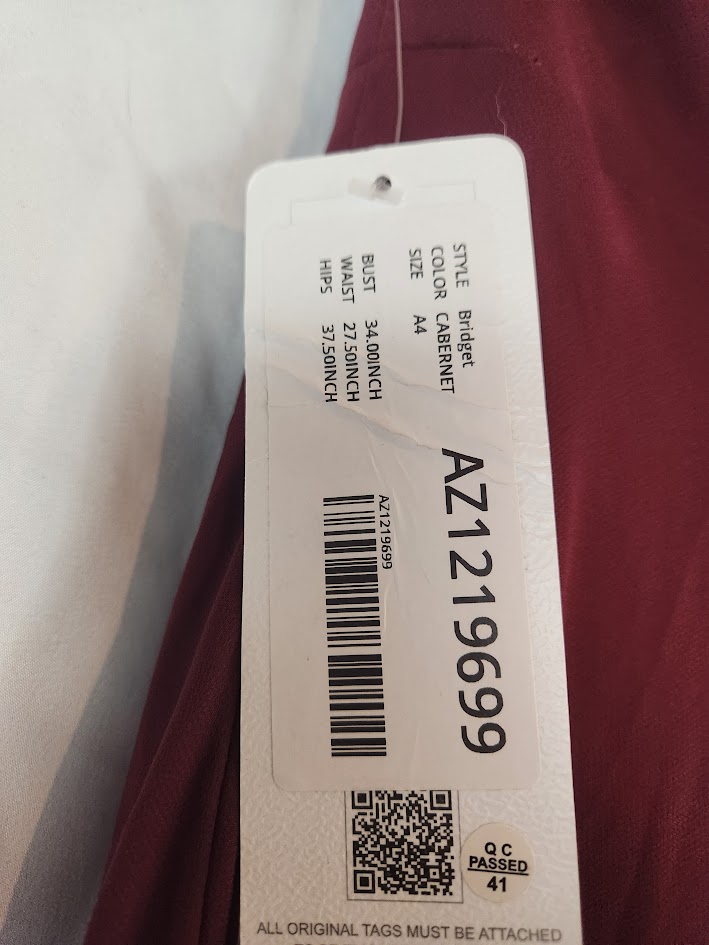 STYLE Bridget
COLOR CABERNET
SIZE A4
BUST 34.00INCH
WAIST 27.50INCH
HIPS 37.50INCH
AZ1219699
AZ1219699
QC
PASSED
41
ALL ORIGINAL TAGS MUST BE ATTACHED